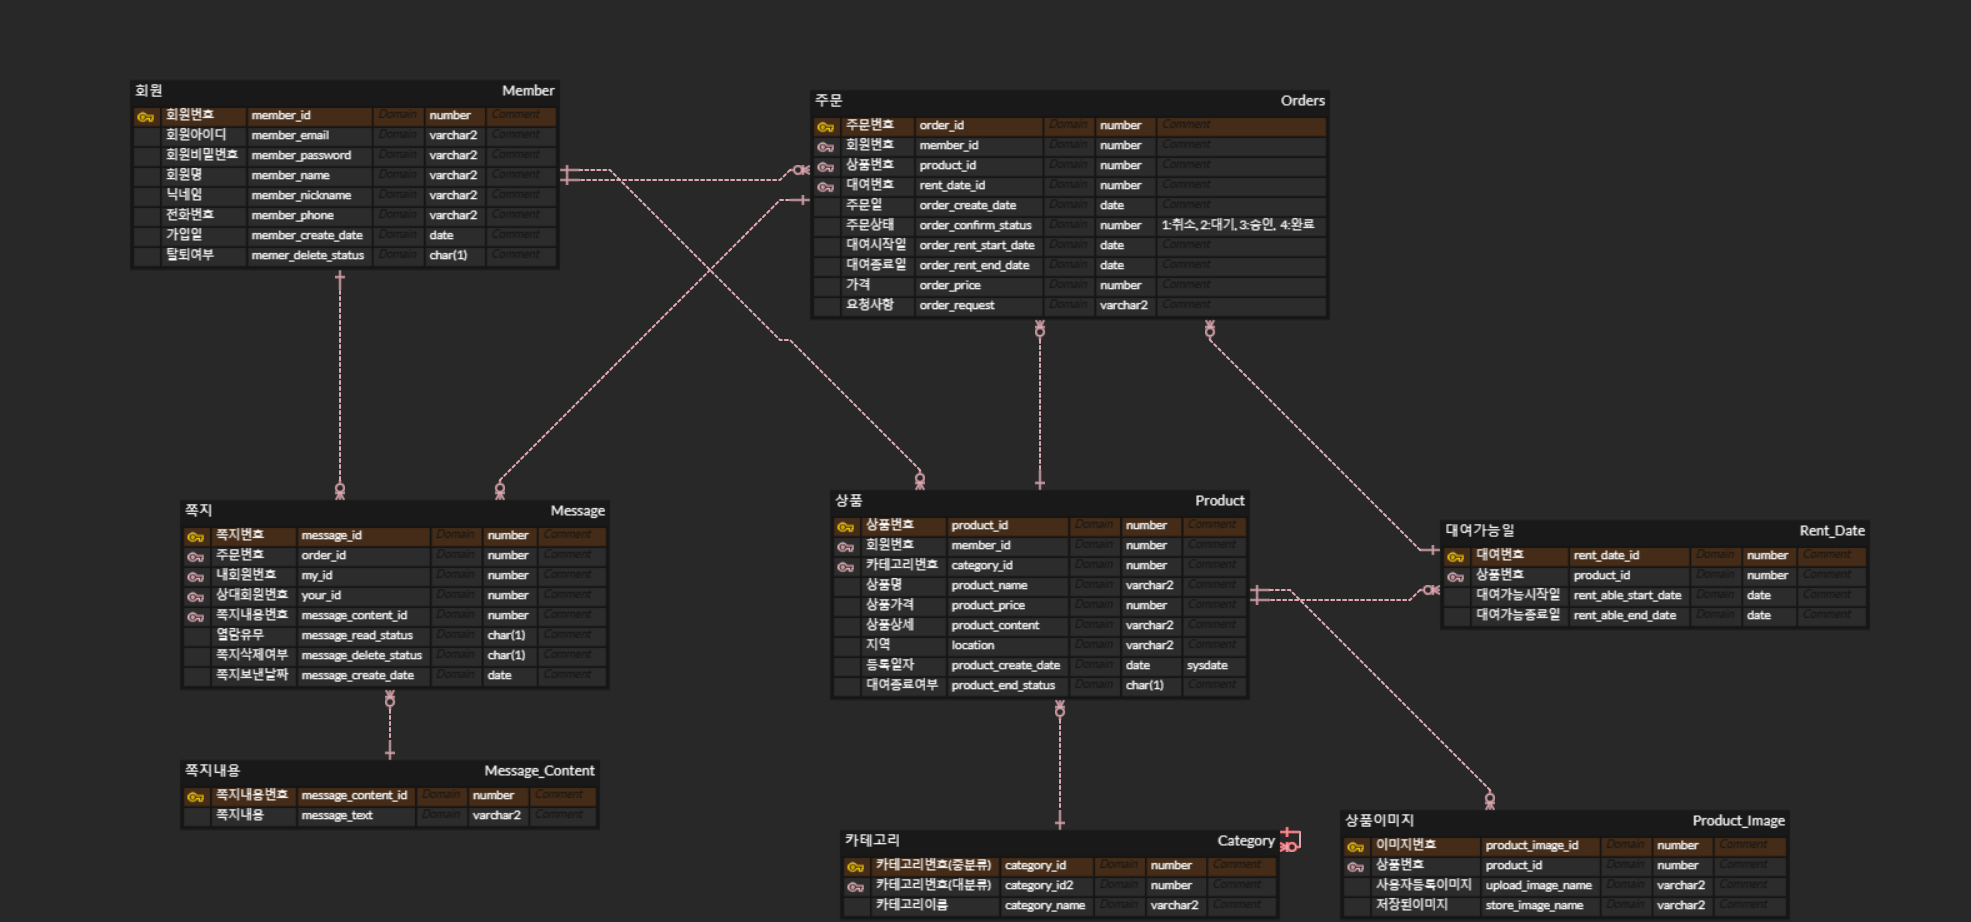 회원 Member
회원번호 member_id Domain number Comment
회원아이디 member_email Domain varchar2 Comment
회원비밀번호 member_password Domain varchar2 Comment
회원명 member_name Domain varchar2 Comment
닉네임 member_nickname Domain varchar2 Comment
전화번호 member_phone Domain varchar2 Comment
가입일 member_create_date Domain date Comment
탈퇴여부 memer_delete_status Domain char(1) Comment
주문 Orders
주문번호 order_id Domain number Comment
회원번호 member_id Domain number Comment
상품번호 product_id Domain number Comment
대여번호 rent_date_id Domain number Comment
주문일 order_create_date Domain date Comment
주문상태 order_confirm_status Domain number 1:취소, 2:대기, 3:승인, 4:완료
대여시작일 order_rent_start_date Domain date Comment
대여종료일 order_rent_end_date Domain date Comment
가격 order_price Domain number Comment
요청사항 order_request Domain varchar2 Comment
쪽지 Message
쪽지번호 message_id Domain number Comment
주문번호 order_id Domain number Comment
내회원번호 my_id Domain number Comment
상대회원번호 your_id Domain number Comment
쪽지내용번호 message_content_id Domain number Comment
열람유무 message_read_status Domain char(1) Comment
쪽지삭제여부 message_delete_status Domain char(1) Comment
쪽지보낸날짜 message_create_date Domain date Comment
상품 Product
상품번호 product_id Domain number Comment
회원번호 member_id Domain number Comment
카테고리번호 category_id Domain number Comment
상품명 product_name Domain varchar2 Comment
상품가격 product_price Domain number Comment
상품상세 product_content Domain varchar2 Comment
지역 location Domain varchar2 Comment
등록일자 product_create_date Domain date sysdate
대여종료여부 product_end_status Domain char(1) Comment
대여가능일 Rent_Date
대여번호 rent_date_id Domain number Comment
상품번호 product_id Domain number Comment
대여가능시작일 rent_able_start_date Domain date Comment
대여가능종료일 rent_able_end_date Domain date Comment
쪽지내용 Message_Content
쪽지내용번호 message_content_id Domain number Comment
쪽지내용 message_text Domain varchar2 Comment
카테고리 Category
카테고리번호(중분류) category_id Domain number Comment
카테고리번호(대분류) category_id2 Domain number Comment
카테고리이름 category_name Domain varchar2 Comment
상품이미지 Product_Image
이미지번호 product_image_id Domain number Comment
상품번호 product_id Domain number Comment
사용자등록이미지 upload_image_name Domain varchar2 Comment
저장된이미지 store_image_name Domain varchar2 Comment